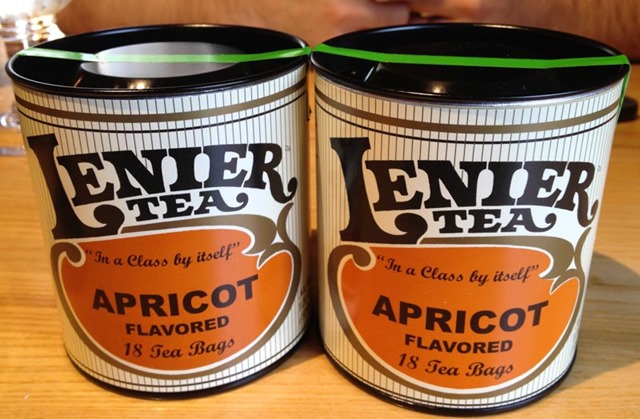 LENIER
TEA
"In a Class by itself"
APRICOT
FLAVORED
18 Tea Bags
LENIER
TEA
"In a Class by itself"
APRICOT
FLAVORED
18 Tea Bags